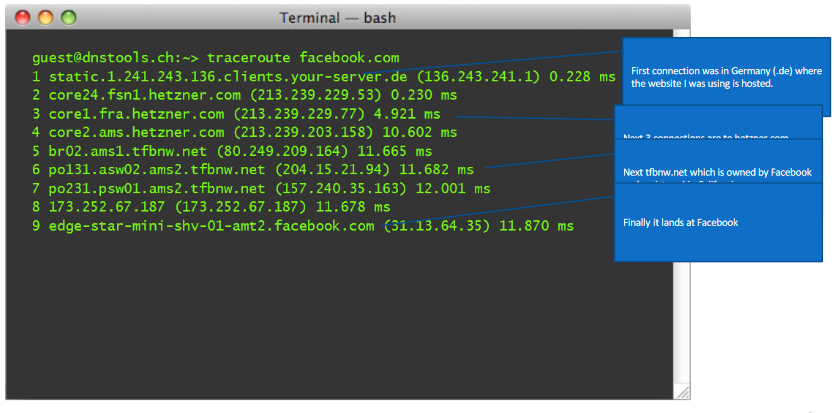 Terminal — bash
guest@dnstools.ch:~> traceroute facebook.com
1 static.1.241.243.136.clients.your-server.de (136.243.241.1) 0.228 ms
2 core24.fsn1.hetzner.com (213.239.229.53) 0.230 ms
3 core1.fra.hetzner.com (213.239.229.77) 4.921 ms
4 core2.ams.hetzner.com (213.239.203.158) 10.602 ms
5 br02.ams1.tfbnw.net (80.249.209.164) 11.665 ms
6 po131.asw02.ams2.tfbnw.net (204.15.21.94) 11.682 ms
7 po231.psw01.ams2.tfbnw.net (157.240.35.163) 12.001 ms
8 173.252.67.187 (173.252.67.187) 11.678 ms
9 edge-star-mini-shv-01-amt2.facebook.com (31.13.64.35) 11.870 ms
First connection was in Germany (.de) where
the website I was using is hosted.
Next 3 connections are to hetzner.com
Next tfbnw.net which is owned by Facebook
Finally it lands at Facebook